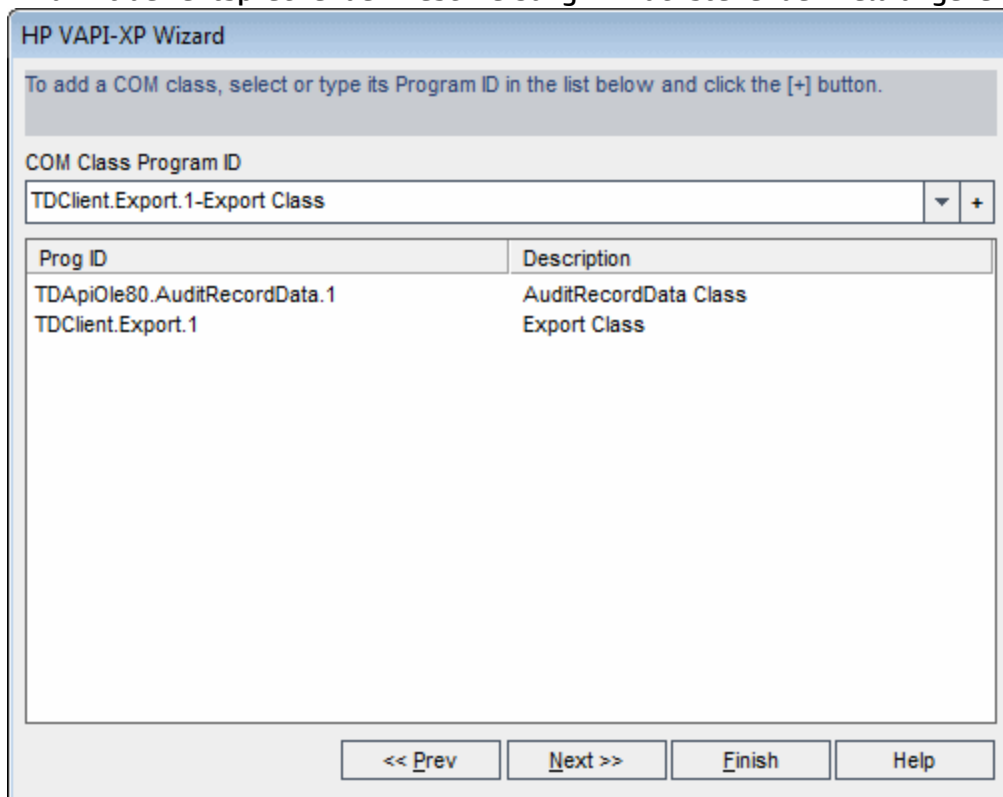 HP VAPI-XP Wizard
To add a COM class, select or type its Program ID in the list below and click the [+] button.
COM Class Program ID
TDClient.Export.1-Export Class +
Prog ID Description
TDApiOle80.AuditRecordData.1 AuditRecordData Class
TDClient.Export.1 Export Class
<< Prev Next >> Finish Help